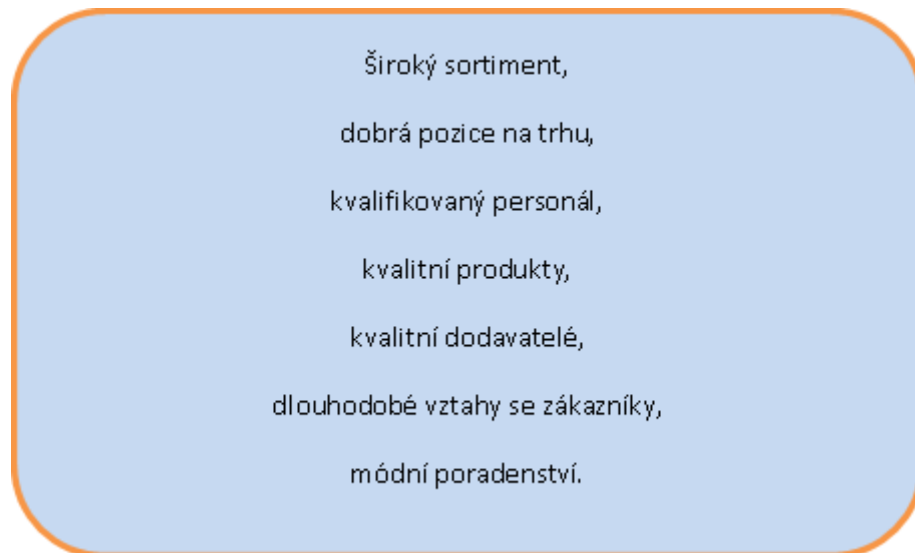 Široký sortiment,
dobrá pozice na trhu,
kvalifikovaný personál,
kvalitní produkty,
kvalitní dodavatelé,
dlouhodobé vztahy se zákazníky,
módní poradenství.